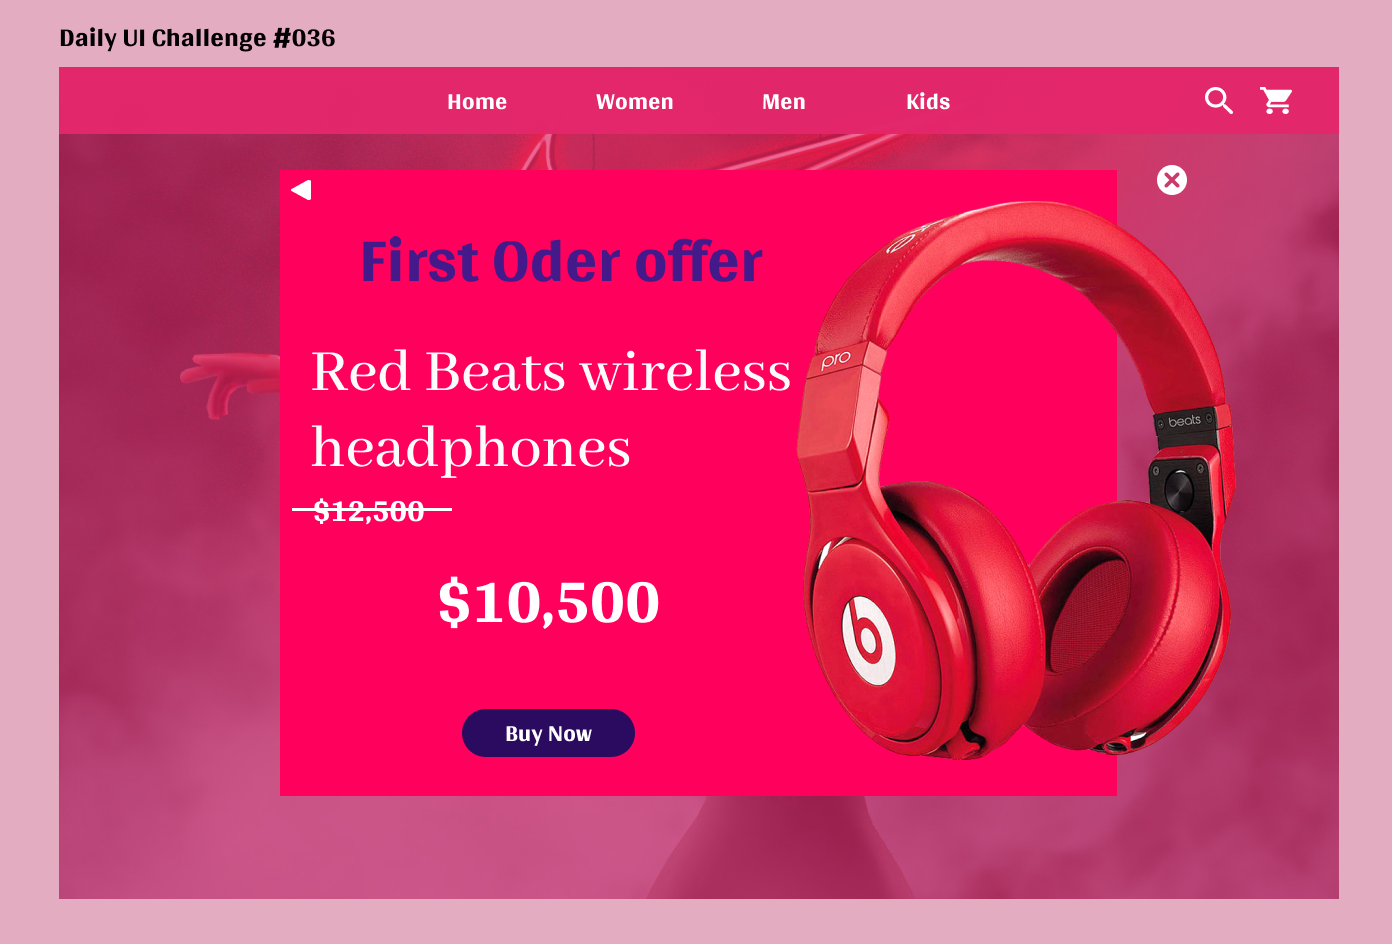 Daily UI Challenge #036
Home Women Men Kids
First Oder offer
Red Beats wireless
headphones
$12,500
$10,500
Buy Now
pro
beats
b